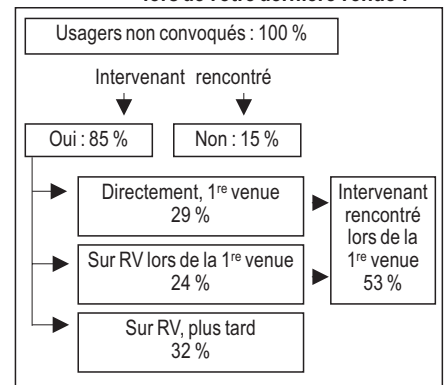 lors de votre dernière venue ?
Usagers non convoqués : 100 %
Intervenant rencontré
Oui : 85 %
Non : 15 %
Directement, 1re venue
29 %
Sur RV lors de la 1re venue
24 %
Sur RV, plus tard
32 %
Intervenant
rencontré
lors de la
1re venue
53 %